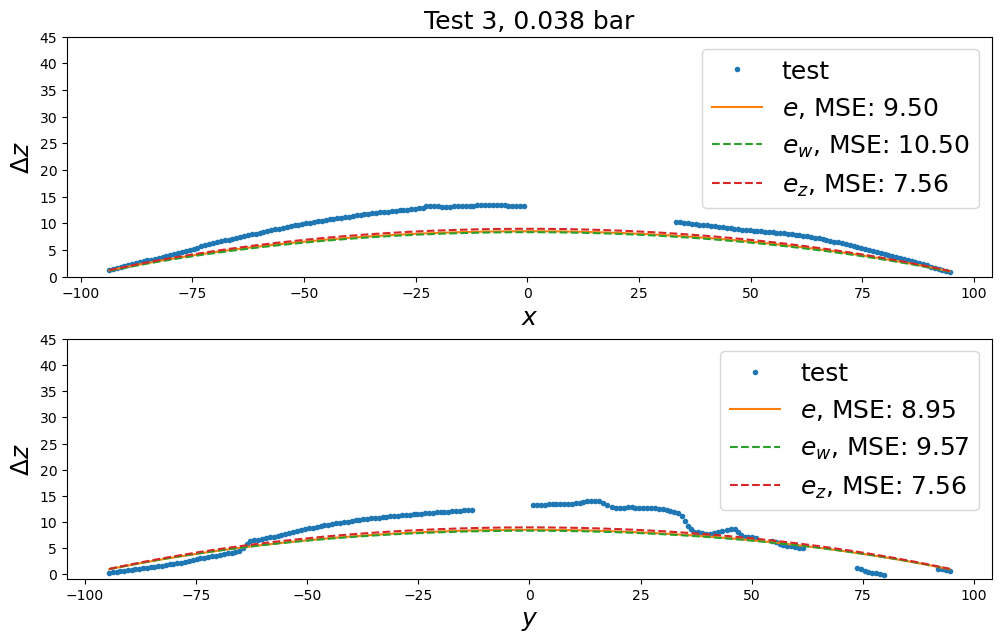 Test 3, 0.038 bar
45
40
35
30
25
20
15
10
5
0
Δz
test
e, MSE: 9.50
e_w, MSE: 10.50
e_z, MSE: 7.56
−100 −75 −50 −25 0 25 50 75 100
x
45
40
35
30
25
20
15
10
5
0
Δz
test
e, MSE: 8.95
e_w, MSE: 9.57
e_z, MSE: 7.56
−100 −75 −50 −25 0 25 50 75 100
y